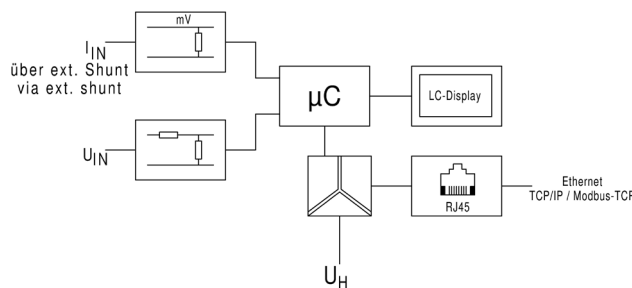 mV
I_IN
über ext. Shunt
via ext. shunt
µC
LC-Display
U_IN
RJ45
Ethernet
TCP/IP / Modbus-TCP
U_H